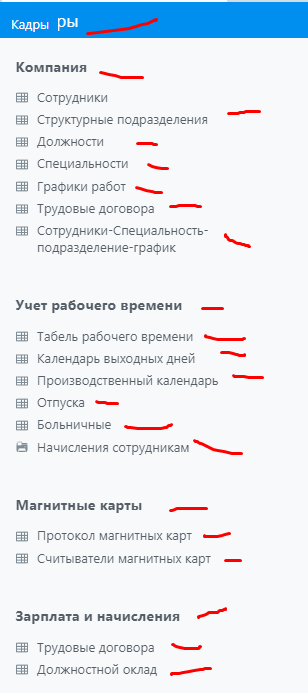 Кадры ры
Компания
Сотрудники
Структурные подразделения
Должности
Специальности
Графики работ
Трудовые договора
Сотрудники-Специальность-
подразделение-график
Учет рабочего времени
Табель рабочего времени
Календарь выходных дней
Производственный календарь
Отпуска
Больничные
Начисления сотрудникам
Магнитные карты
Протокол магнитных карт
Считыватели магнитных карт
Зарплата и начисления
Трудовые договора
Должностной оклад